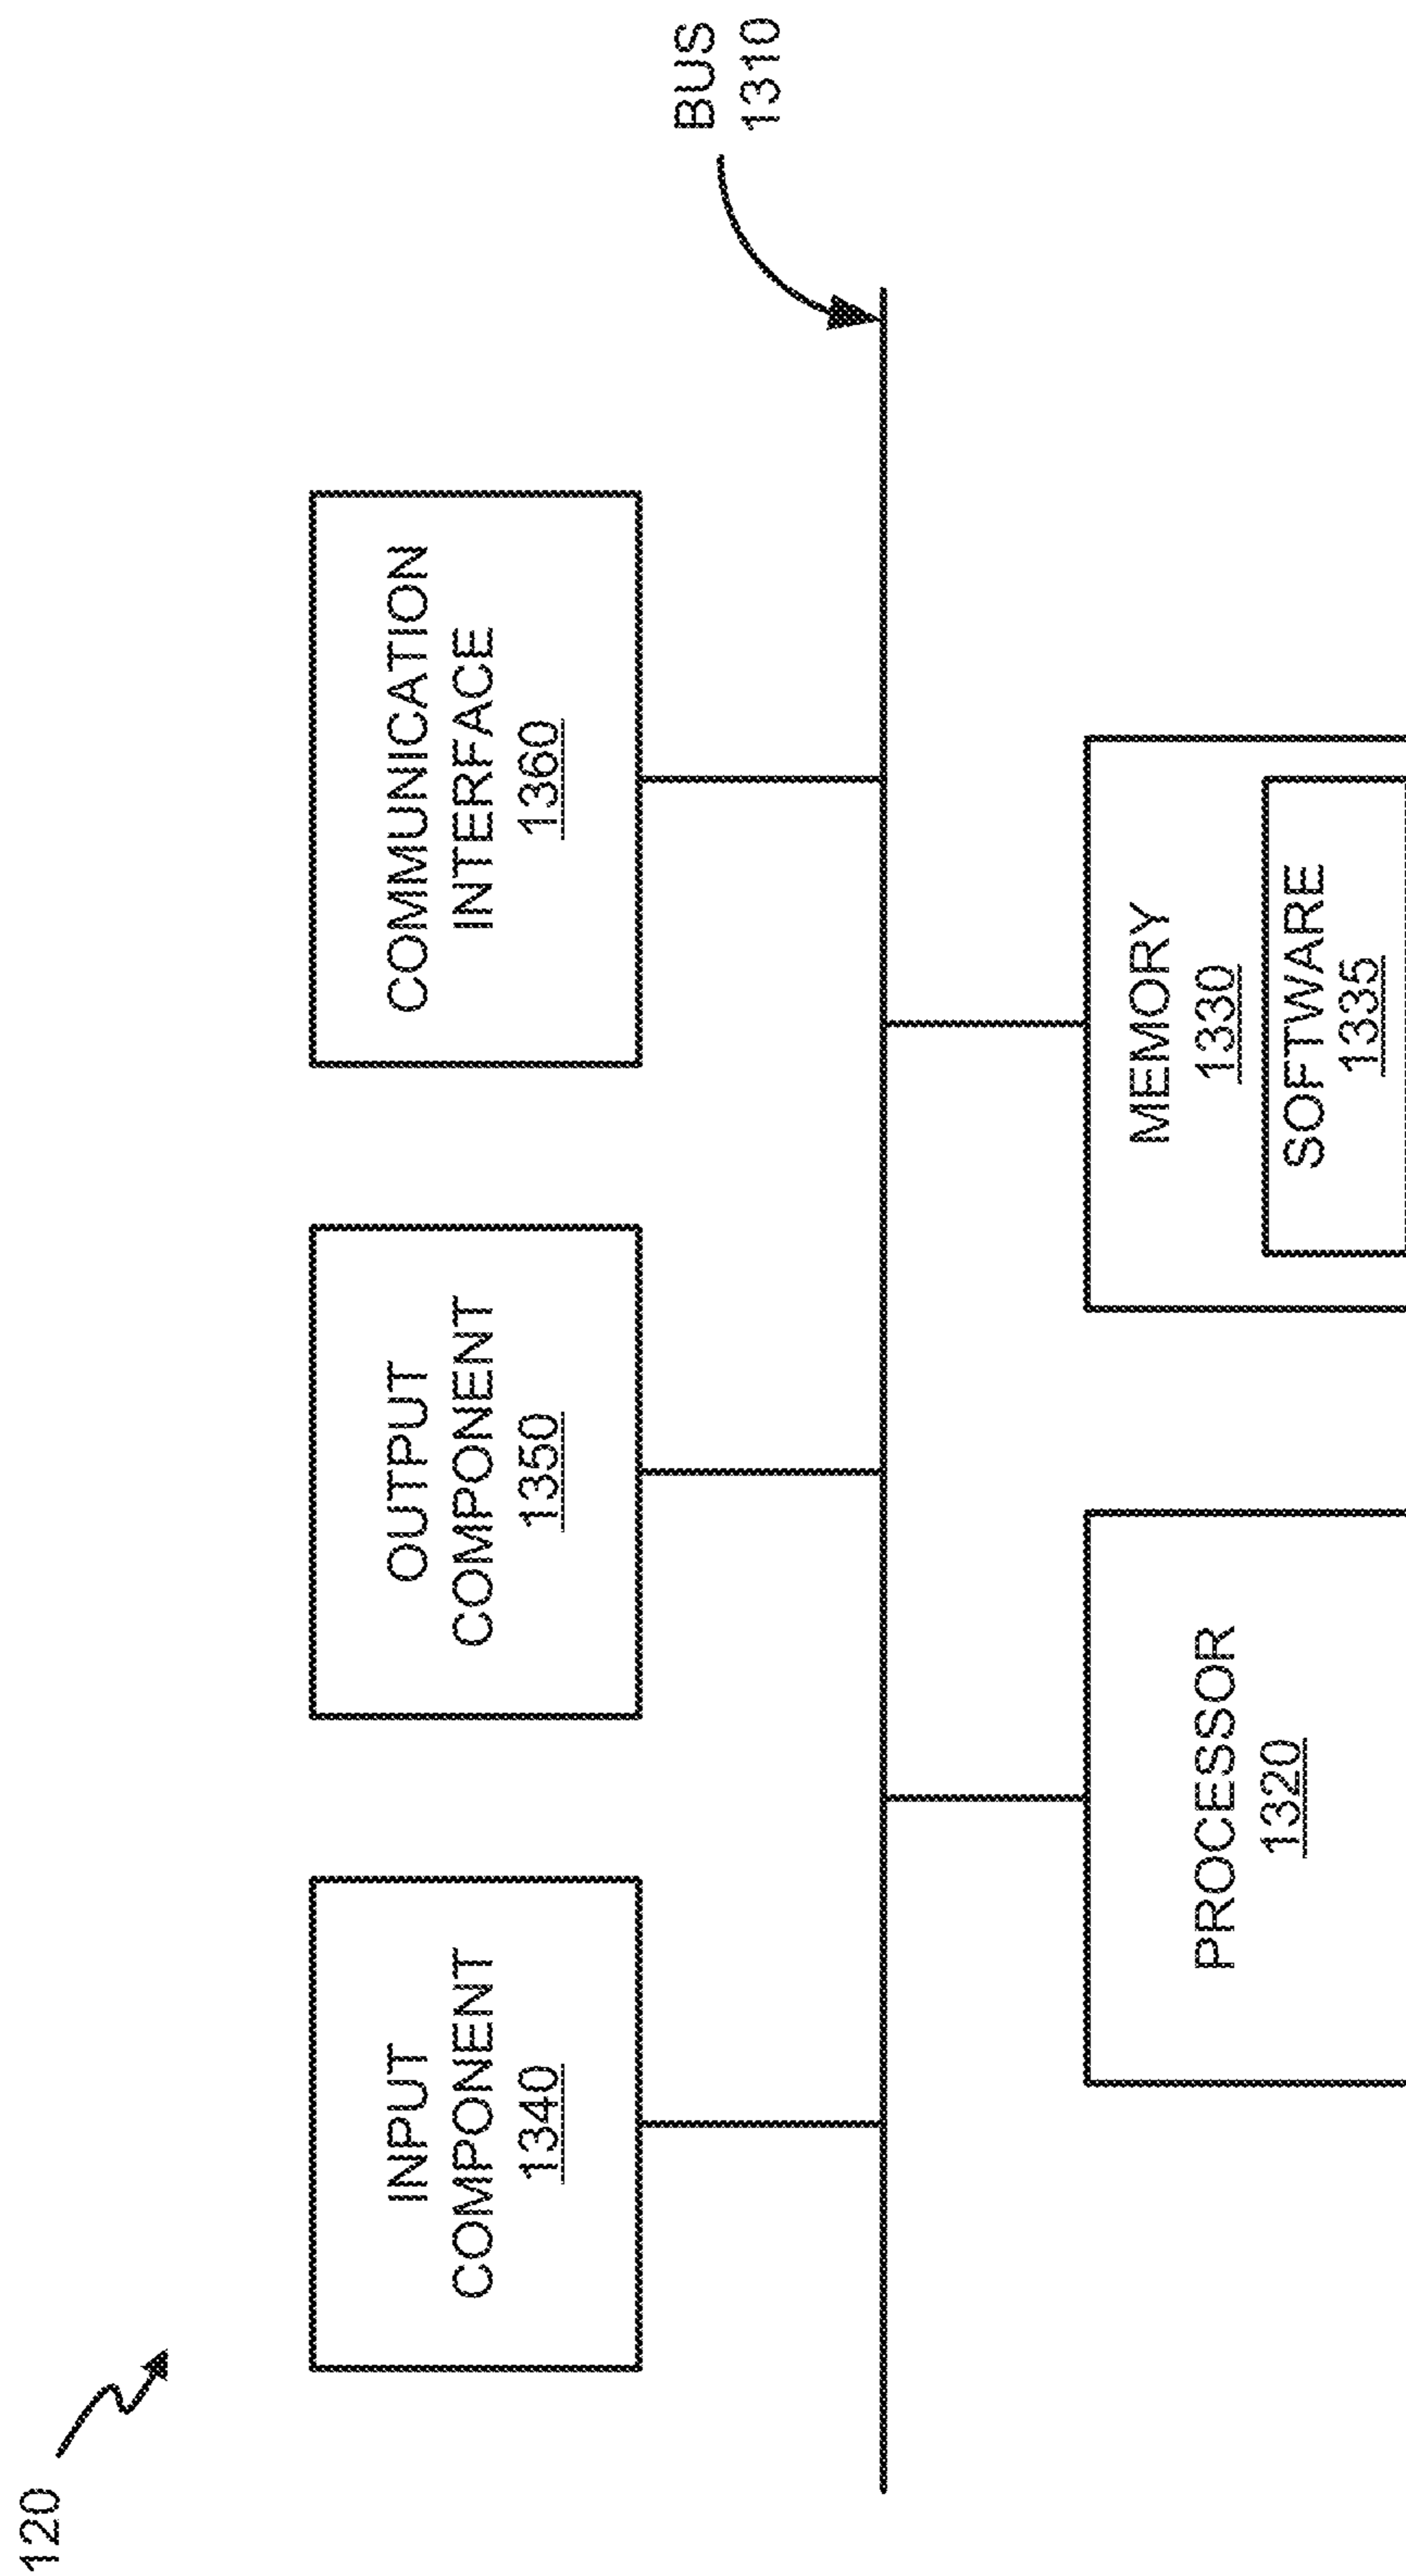 120
INPUT
COMPONENT
1340
OUTPUT
COMPONENT
1350
COMMUNICATION
INTERFACE
1360
BUS
1310
PROCESSOR
1320
MEMORY
1330
SOFTWARE
1335